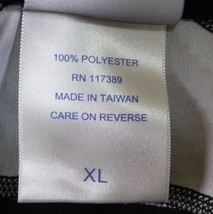 100% POLYESTER
RN 117389
MADE IN TAIWAN
CARE ON REVERSE
XL